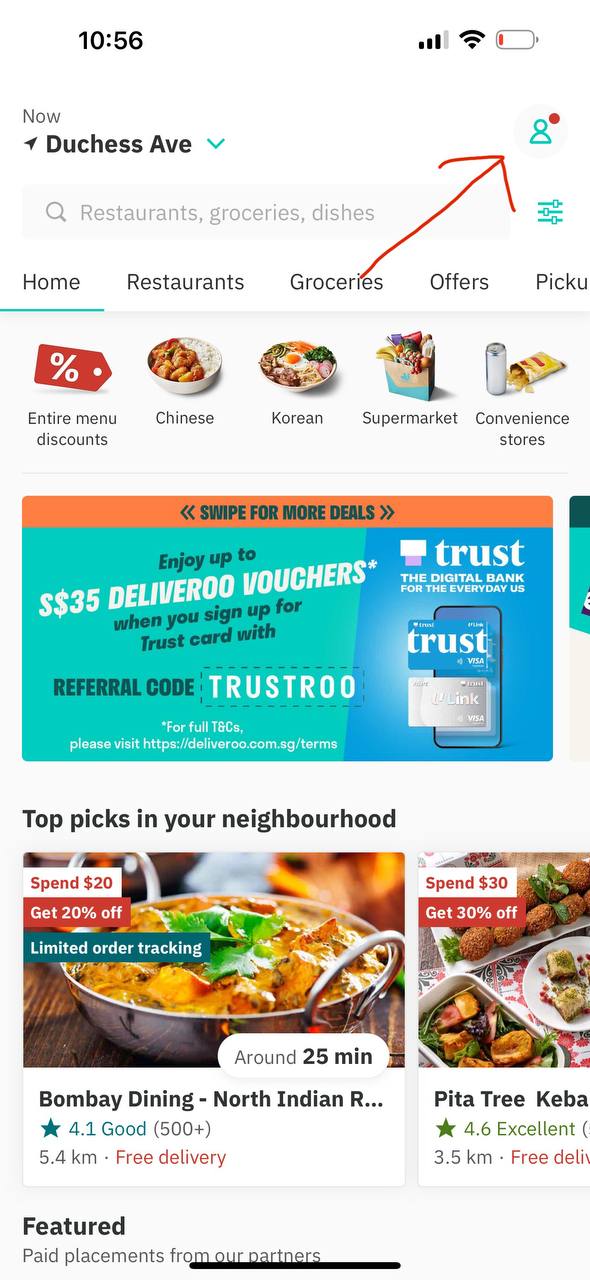 10:56
Now
Duchess Ave
Restaurants, groceries, dishes
Home Restaurants Groceries Offers Picku
%
Entire menu discounts
Chinese
Korean
Supermarket
Convenience stores
« SWIPE FOR MORE DEALS »
Enjoy up to
S$35 DELIVEROO VOUCHERS*
when you sign up for
Trust card with
REFERRAL CODE TRUSTROO
*For full T&Cs,
please visit https://deliveroo.com.sg/terms
trust
THE DIGITAL BANK
FOR THE EVERYDAY US
trust
Link
trust
VISA
trust
Link
VISA
Top picks in your neighbourhood
Spend $20
Get 20% off
Limited order tracking
Around 25 min
Bombay Dining - North Indian R...
4.1 Good (500+)
5.4 km · Free delivery
Spend $30
Get 30% off
Pita Tree Keba
4.6 Excellent (
3.5 km · Free deliv
Featured
Paid placements from our partners